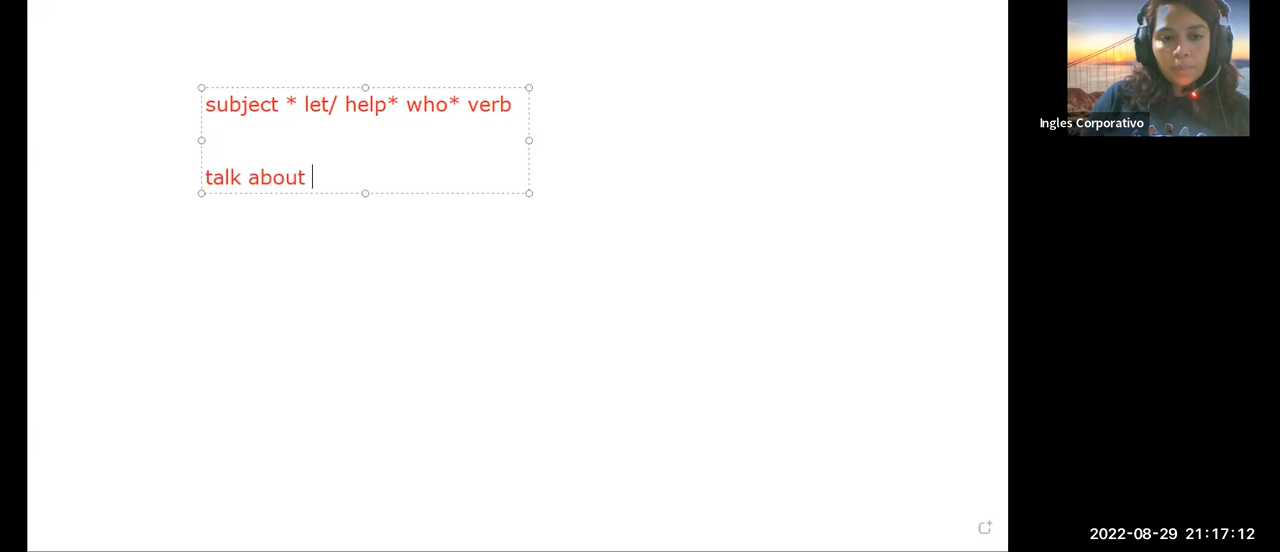 subject * let/ help* who* verb
talk about
Ingles Corporativo
2022-08-29 21:17:12